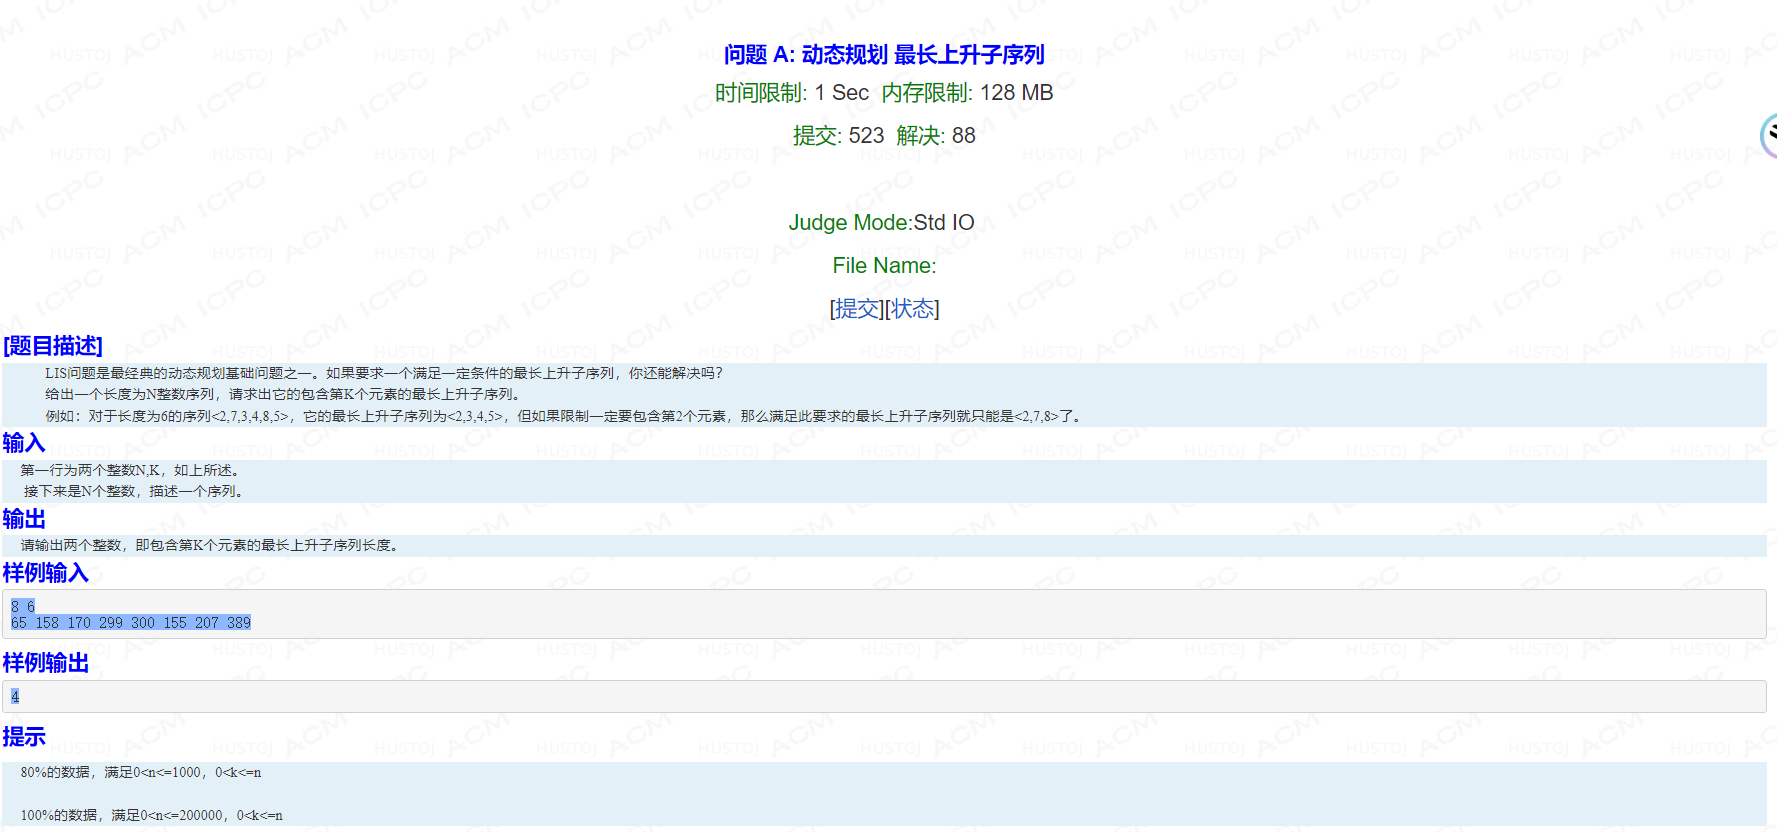 问题 A: 动态规划 最长上升子序列
时间限制: 1 Sec 内存限制: 128 MB
提交: 523 解决: 88
Judge Mode:Std IO
File Name:
[提交][状态]
[题目描述]
LIS问题是最经典的动态规划基础问题之一。如果要求一个满足一定条件的最长上升子序列，你还能解决吗？
给出一个长度为N整数序列，请求出它的包含第K个元素的最长上升子序列。
例如：对于长度为6的序列<2,7,3,4,8,5>，它的最长上升子序列为<2,3,4,5>，但如果限制一定要包含第2个元素，那么满足此要求的最长上升子序列就只能是<2,7,8>了。
输入
第一行为两个整数N,K，如上所述。
接下来是N个整数，描述一个序列。
输出
请输出两个整数，即包含第K个元素的最长上升子序列长度。
样例输入
8 6
65 158 170 299 300 155 207 389
样例输出
4
提示
80%的数据，满足0<n<=1000，0<k<=n
100%的数据，满足0<n<=200000，0<k<=n